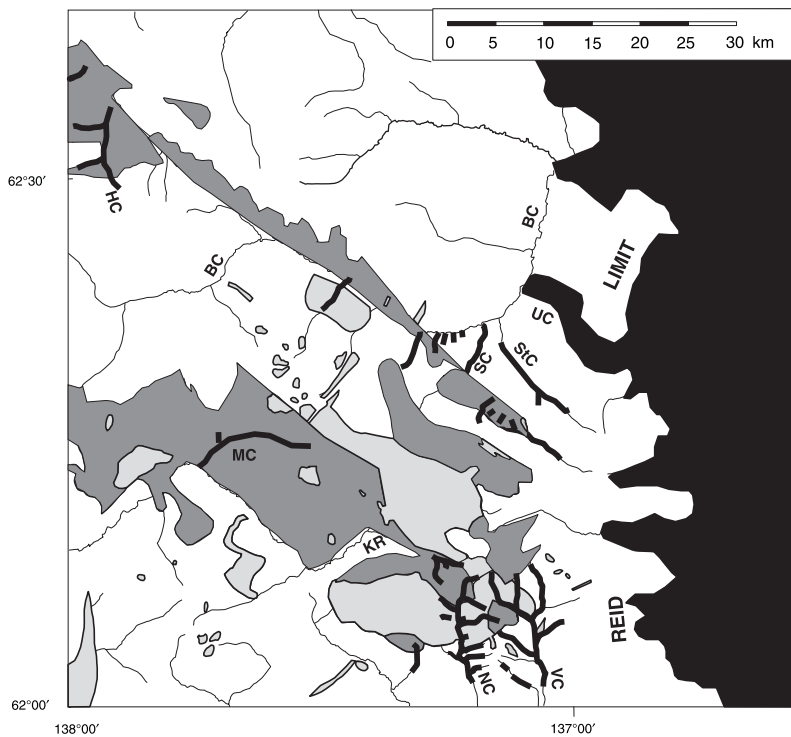 0 5 10 15 20 25 30 km
62°30′
HC
BC
BC
LIMIT
UC
StC
SC
MC
KR
REID
NC
VC
62°00′
138°00′ 137°00′